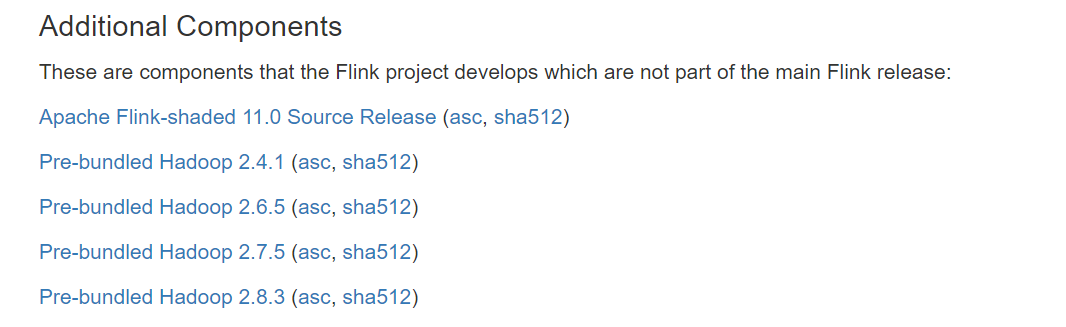 Additional Components
These are components that the Flink project develops which are not part of the main Flink release:
Apache Flink-shaded 11.0 Source Release (asc, sha512)
Pre-bundled Hadoop 2.4.1 (asc, sha512)
Pre-bundled Hadoop 2.6.5 (asc, sha512)
Pre-bundled Hadoop 2.7.5 (asc, sha512)
Pre-bundled Hadoop 2.8.3 (asc, sha512)